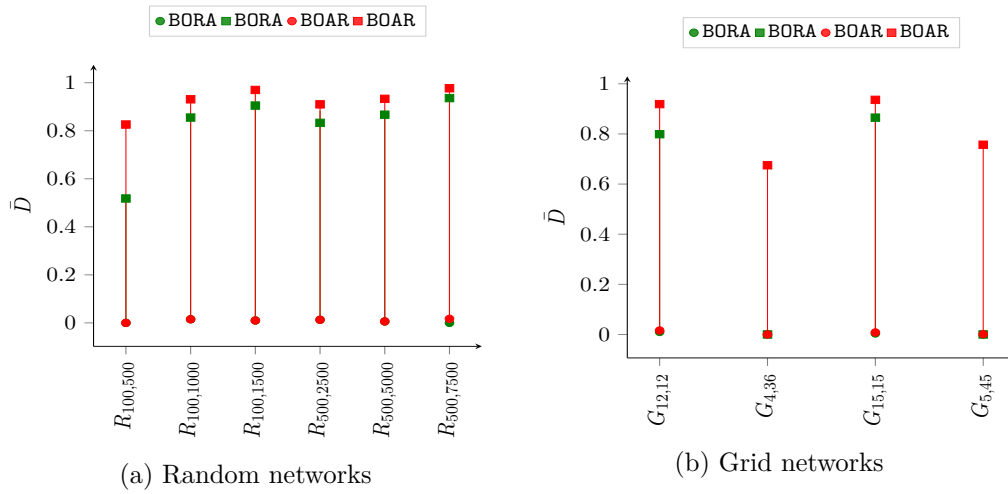 BORA BORA BOAR BOAR
1
0.8
0.6
0.4
0.2
0
D̄
R100,500
R100,1000
R100,1500
R500,2500
R500,5000
R500,7500
(a) Random networks
BORA BORA BOAR BOAR
1
0.8
0.6
0.4
0.2
0
D̄
G12,12
G4,36
G15,15
G5,45
(b) Grid networks